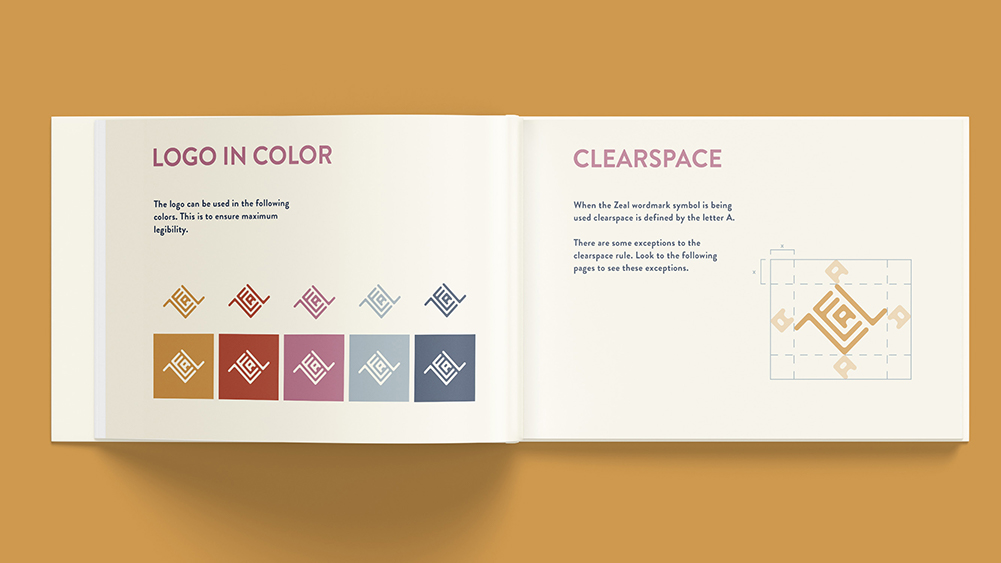 LOGO IN COLOR
The logo can be used in the following
colors. This is to ensure maximum
legibility.
CLEARSPACE
When the Zeal wordmark symbol is being
used clearspace is defined by the letter A.
There are some exceptions to the
clearspace rule. Look to the following
pages to see these exceptions.
x
x